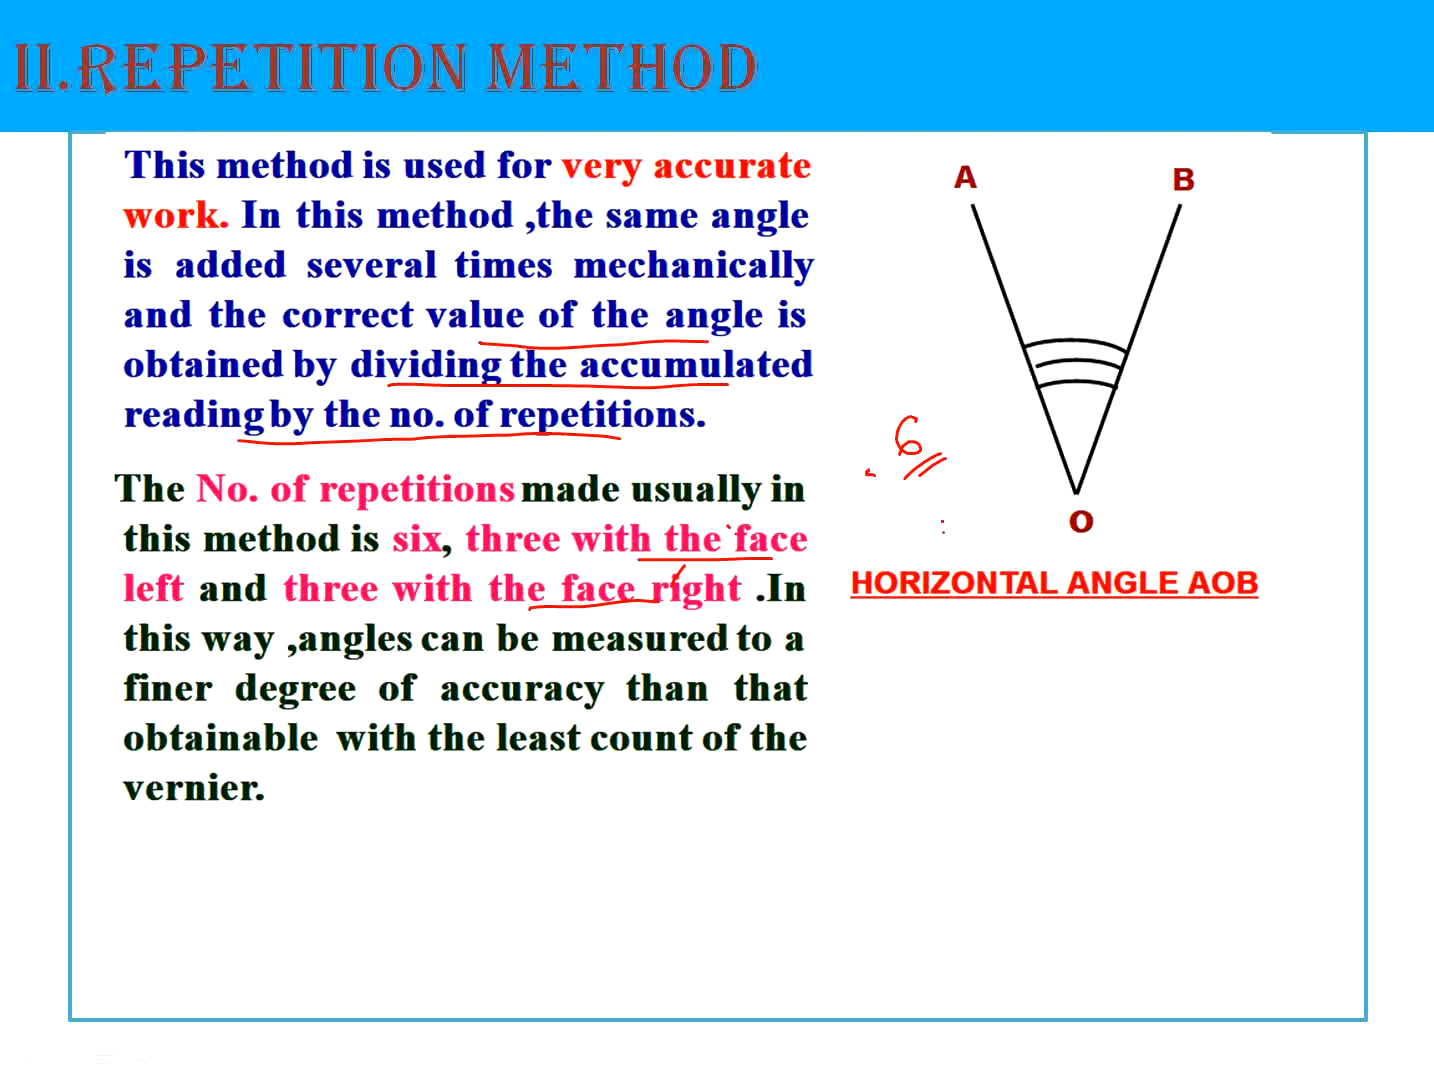 II.REPETITION METHOD
This method is used for very accurate
work. In this method ,the same angle
is added several times mechanically
and the correct value of the angle is
obtained by dividing the accumulated
reading by the no. of repetitions.
The No. of repetitions made usually in
this method is six, three with the face
left and three with the face right .In
this way ,angles can be measured to a
finer degree of accuracy than that
obtainable with the least count of the
vernier.
A
B
6
O
HORIZONTAL ANGLE AOB